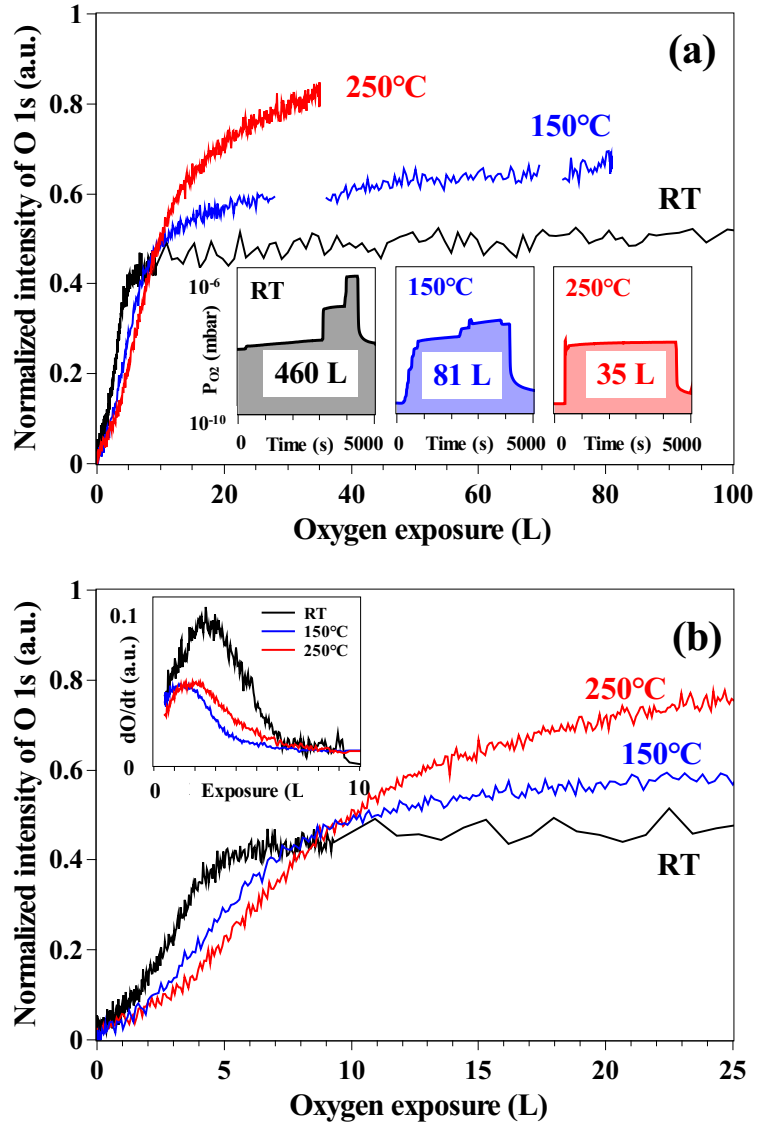 1
(a)
250°C
0.8
150°C
0.6
RT
0.4
0.2
0
Normalized intensity of O 1s (a.u.)
10-6
RT
460 L
10-10
P O2 (mbar)
0
Time (s)
5000
150°C
81 L
0
Time (s)
5000
250°C
35 L
0
Time (s)
5000
0
20
40
60
80
100
Oxygen exposure (L)
1
(b)
0.1
RT
150°C
250°C
dO/dt (a.u.)
0
0
Exposure (L
10
250°C
0.8
150°C
0.6
RT
0.4
0.2
0
Normalized intensity of O 1s (a.u.)
0
5
10
15
20
25
Oxygen exposure (L)